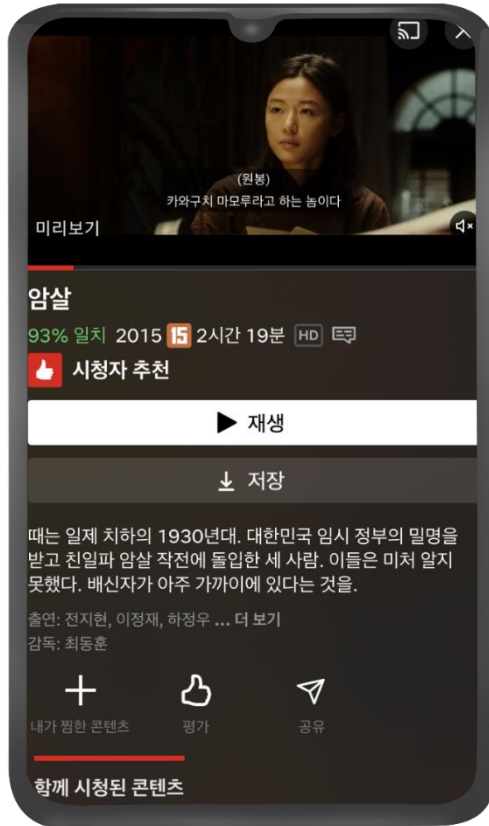 (원봉)
카와구치 마모루라고 하는 놈이다
미리보기
암살
93% 일치 2015 15 2시간 19분 HD
시청자 추천
재생
저장
때는 일제 치하의 1930년대. 대한민국 임시 정부의 밀명을
받고 친일파 암살 작전에 돌입한 세 사람. 이들은 미처 알지
못했다. 배신자가 아주 가까이에 있다는 것을.
출연: 전지현, 이정재, 하정우 ... 더 보기
감독: 최동훈
내가 찜한 콘텐츠 평가 공유
함께 시청된 콘텐츠